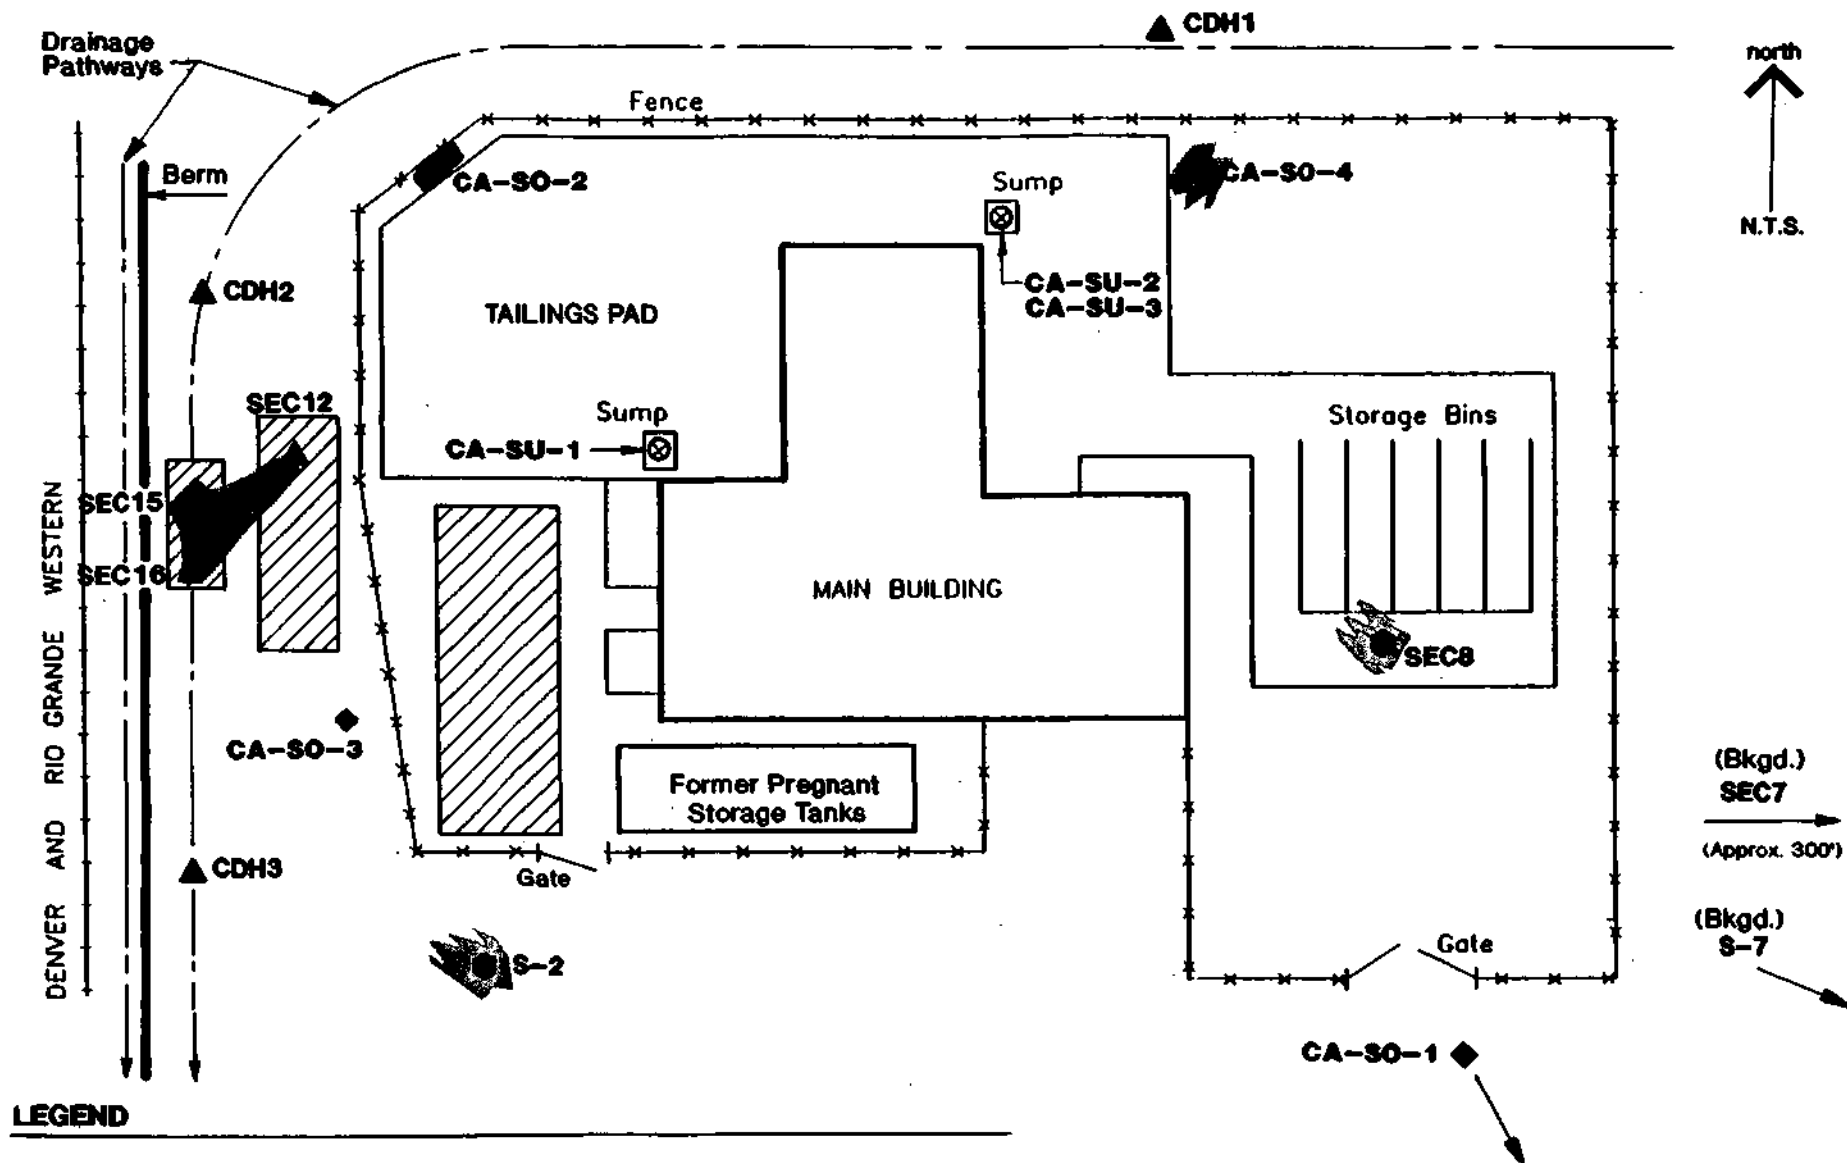 CDH1
Drainage
Pathways
north
Fence
Berm
CA-SO-2
Sump
CA-SO-4
N.T.S.
CDH2
CA-SU-2
CA-SU-3
TAILINGS PAD
SEC12
Sump
Storage Bins
CA-SU-1
SEC15
SEC16
DENVER AND RIO GRANDE WESTERN
MAIN BUILDING
SEC8
CA-SO-3
Former Pregnant
Storage Tanks
(Bkgd.)
SEC7
(Approx. 300')
CDH3
Gate
(Bkgd.)
S-7
Gate
S-2
CA-SO-1
LEGEND